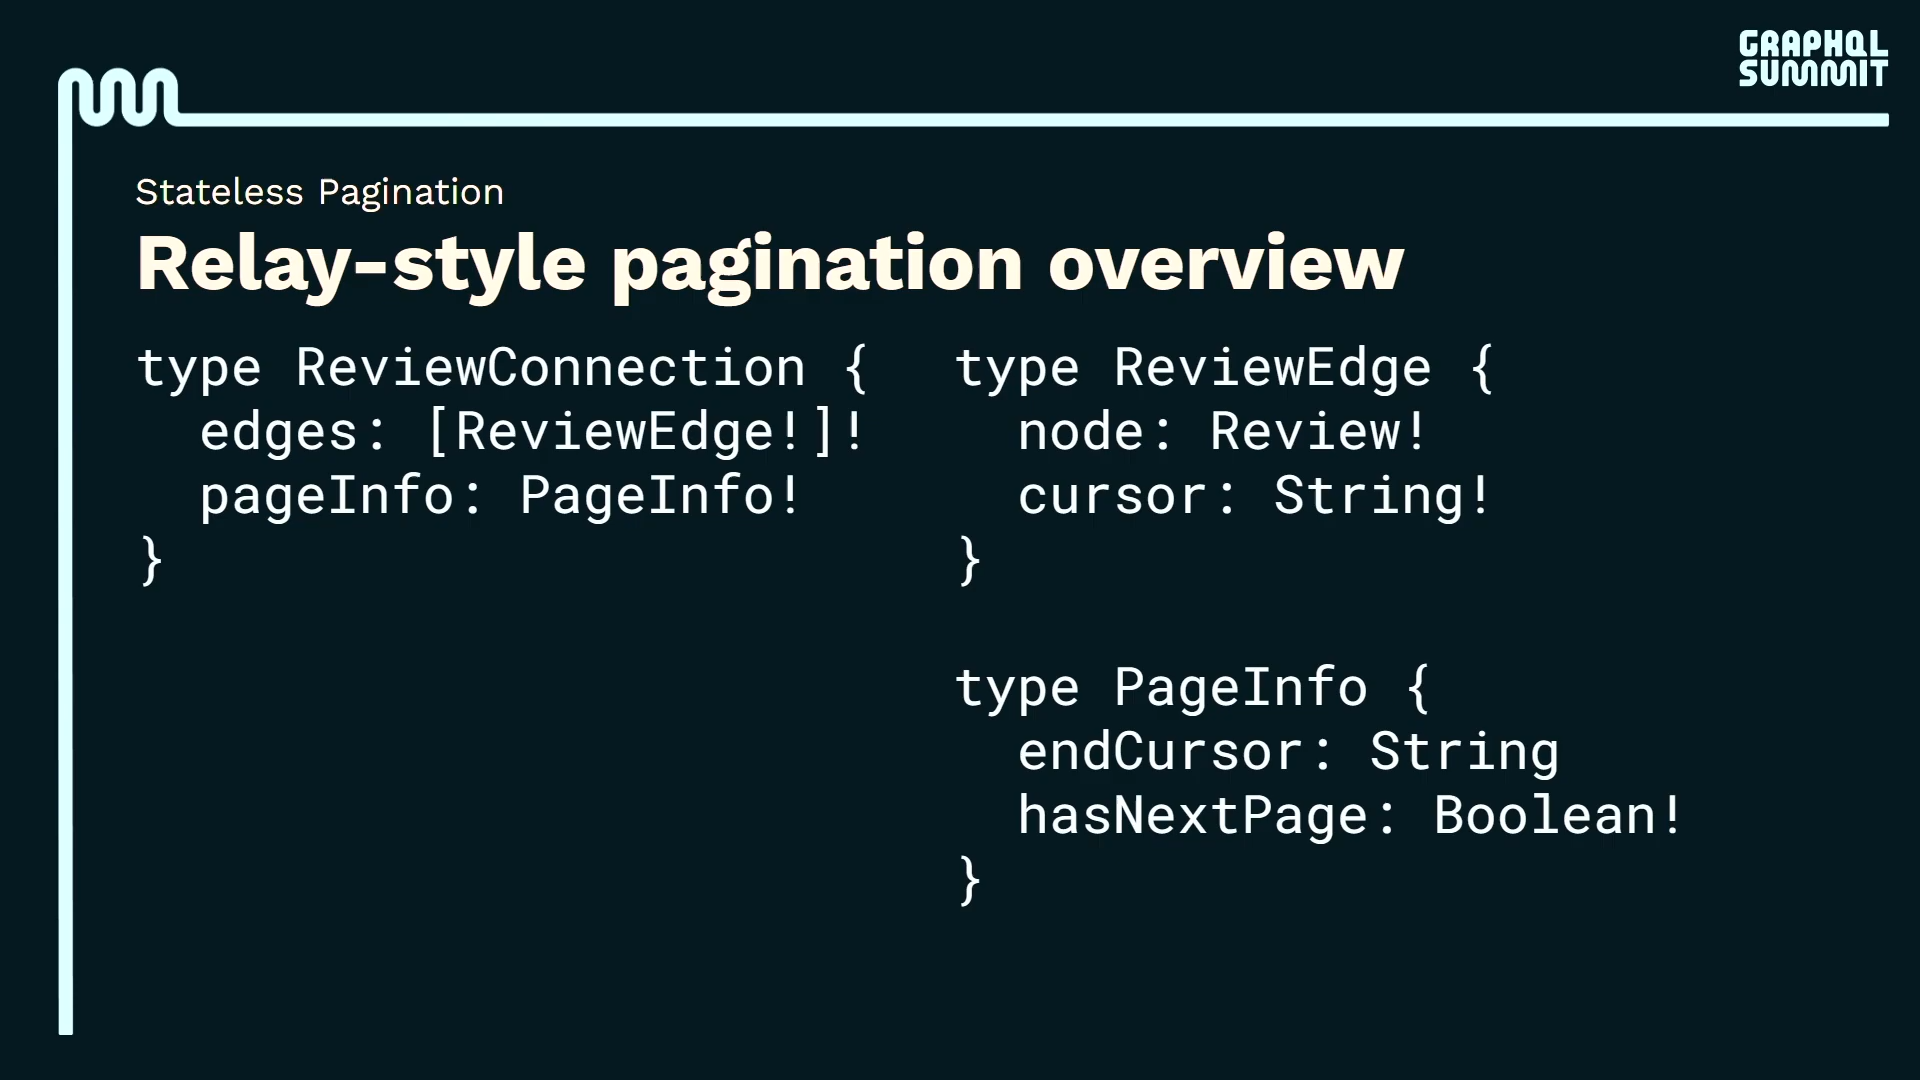 GRAPHQL
SUMMIT
Stateless Pagination
Relay-style pagination overview
type ReviewConnection {
  edges: [ReviewEdge!]!
  pageInfo: PageInfo!
}
type ReviewEdge {
  node: Review!
  cursor: String!
}
type PageInfo {
  endCursor: String
  hasNextPage: Boolean!
}